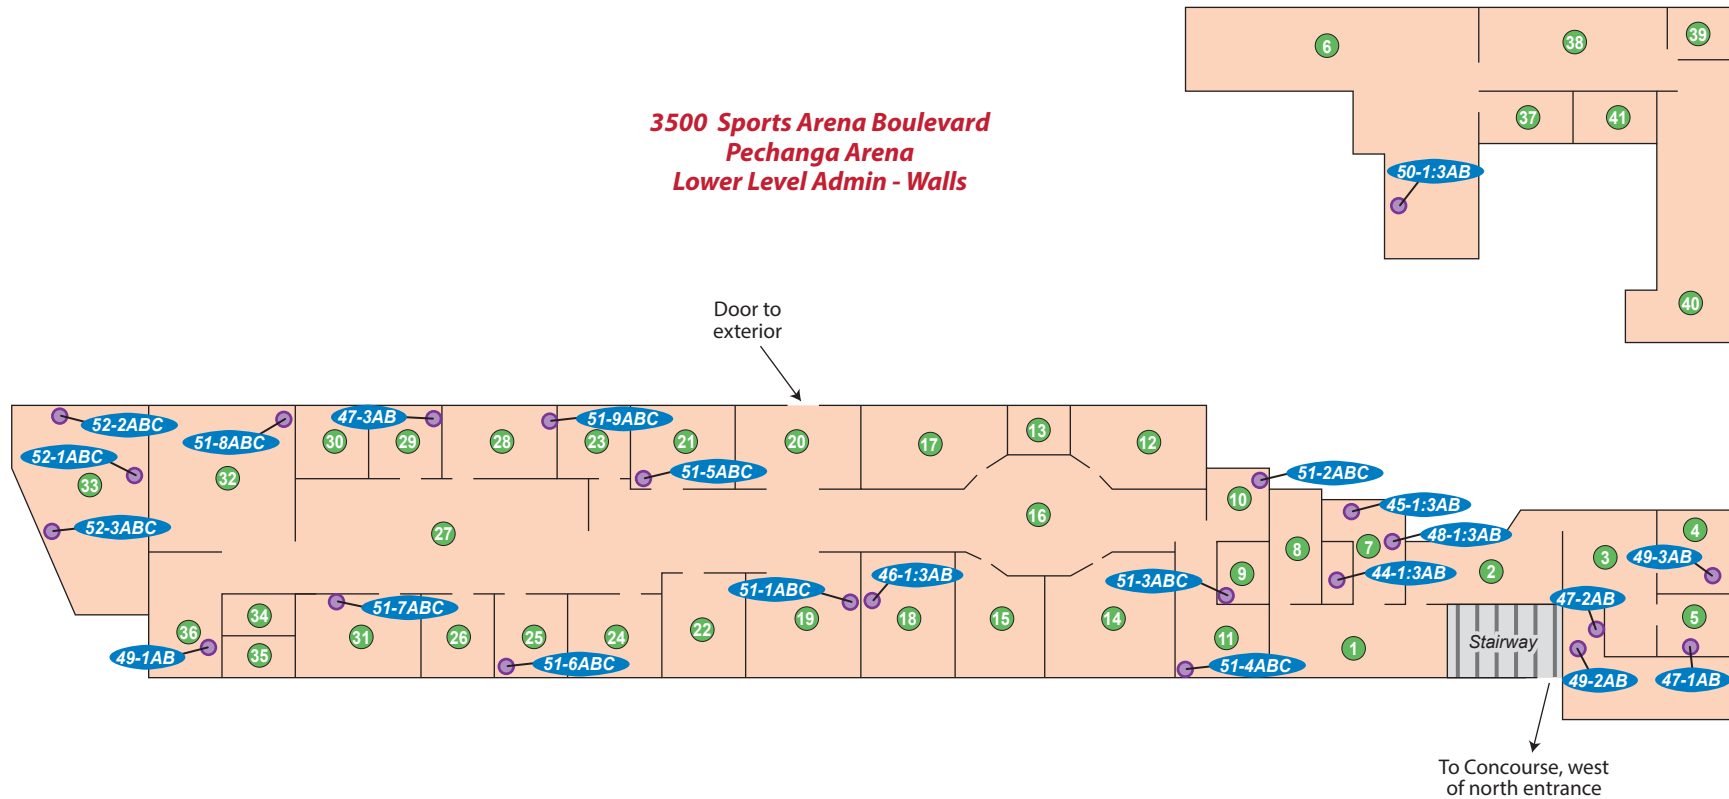 6
38
39
37
41
3500 Sports Arena Boulevard
Pechanga Arena
Lower Level Admin - Walls
50-1:3AB
40
Door to
exterior
52-2ABC
51-8ABC
47-3AB
51-9ABC
30
29
28
23
21
20
17
13
12
52-1ABC
33
32
51-5ABC
51-2ABC
10
45-1:3AB
52-3ABC
27
16
48-1:3AB
7
8
2
3
4
49-3AB
51-3ABC
9
44-1:3AB
51-1ABC
46-1:3AB
47-2AB
34
51-7ABC
36
35
31
26
25
24
22
19
18
15
14
11
1
Stairway
5
49-1AB
51-6ABC
51-4ABC
49-2AB
47-1AB
To Concourse, west
of north entrance